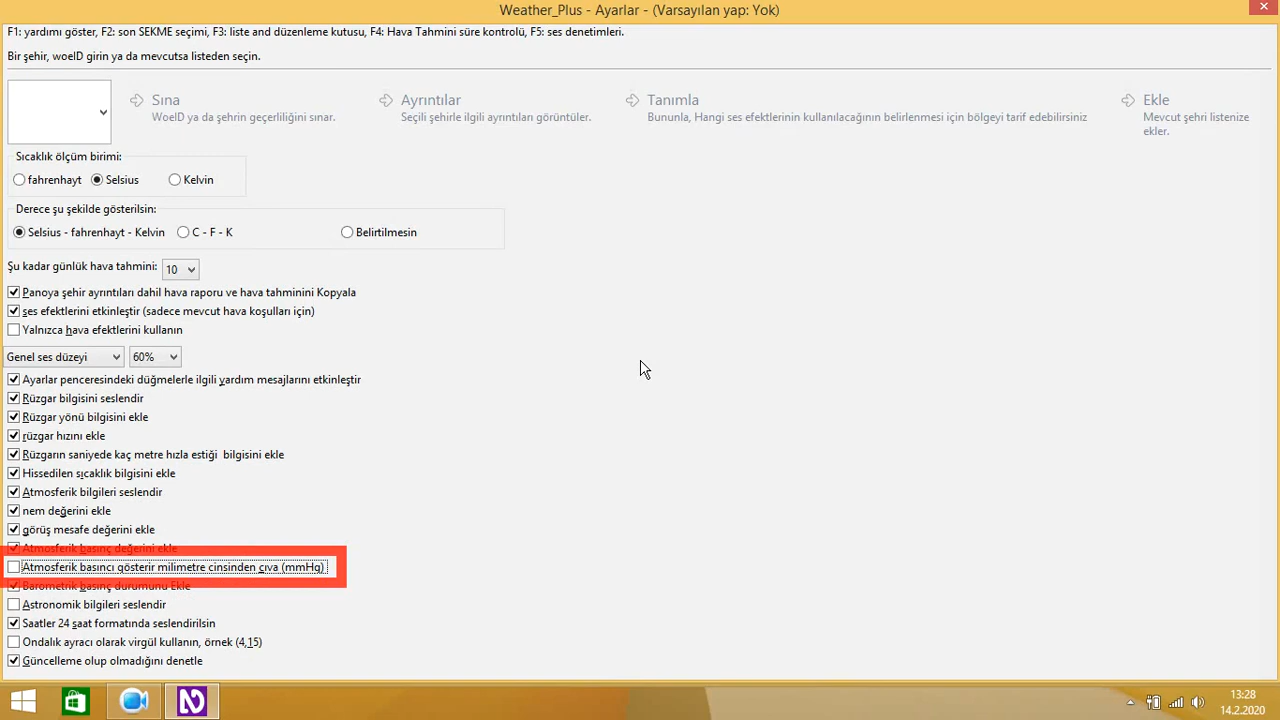 Weather_Plus - Ayarlar - (Varsayılan yap: Yok)
F1: yardımı göster, F2: son SEKME seçimi, F3: liste and düzenleme kutusu, F4: Hava Tahmini süre kontrolü, F5: ses denetimleri.
Bir şehir, woeID girin ya da mevcutsa listeden seçin.
Sına
WoeID ya da şehrin geçerliliğini sınar.
Ayrıntılar
Seçili şehirle ilgili ayrıntıları görüntüler.
Tanımla
Bununla, Hangi ses efektlerinin kullanılacağının belirlenmesi için bölgeyi tarif edebilirsiniz
Ekle
Mevcut şehri listenize
ekler.
Sıcaklık ölçüm birimi:
fahrenhayt Selsius Kelvin
Derece şu şekilde gösterilsin:
Selsius - fahrenhayt - Kelvin C - F - K Belirtilmesin
Şu kadar günlük hava tahmini: 10
Panoya şehir ayrıntıları dahil hava raporu ve hava tahminini Kopyala
ses efektlerini etkinleştir (sadece mevcut hava koşulları için)
Yalnızca hava efektlerini kullanın
Genel ses düzeyi 60%
Ayarlar penceresindeki düğmelerle ilgili yardım mesajlarını etkinleştir
Rüzgar bilgisini seslendir
Rüzgar yönü bilgisini ekle
rüzgar hızını ekle
Rüzgarın saniyede kaç metre hızla estiği bilgisini ekle
Hissedilen sıcaklık bilgisini ekle
Atmosferik bilgileri seslendir
nem değerini ekle
görüş mesafe değerini ekle
Atmosferik basınç değerini ekle
Atmosferik basıncı gösterir milimetre cinsinden cıva (mmHg)
Barometrik basınç durumunu Ekle
Astronomik bilgileri seslendir
Saatler 24 saat formatında seslendirilsin
Ondalık ayracı olarak virgül kullanın, örnek (4,15)
Güncelleme olup olmadığını denetle
13:28
14.2.2020